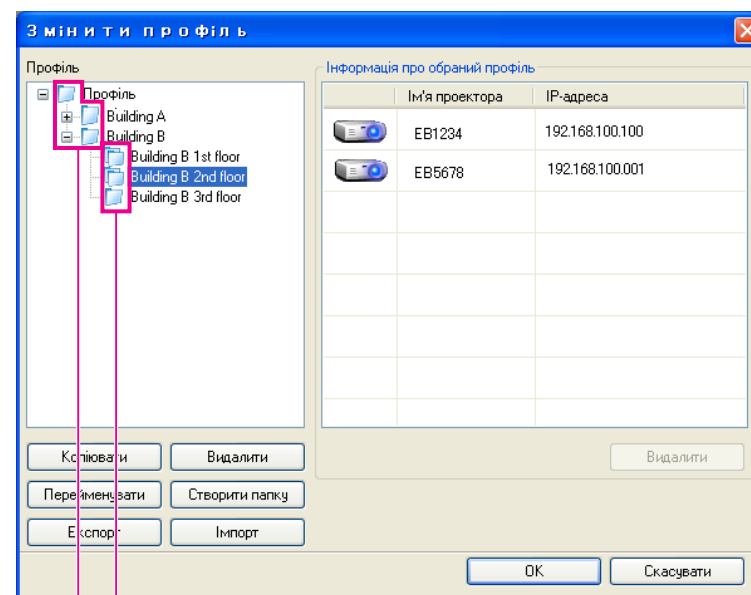 Змінити профіль
Профіль
Профіль
Building A
Building B
Building B 1st floor
Building B 2nd floor
Building B 3rd floor
Інформація про обраний профіль
Ім'я проектора IP-адреса
EB1234 192.168.100.100
EB5678 192.168.100.001
Видалити
Копіювати Видалити
Перейменувати Створити папку
Експорт Імпорт
OK Скасувати